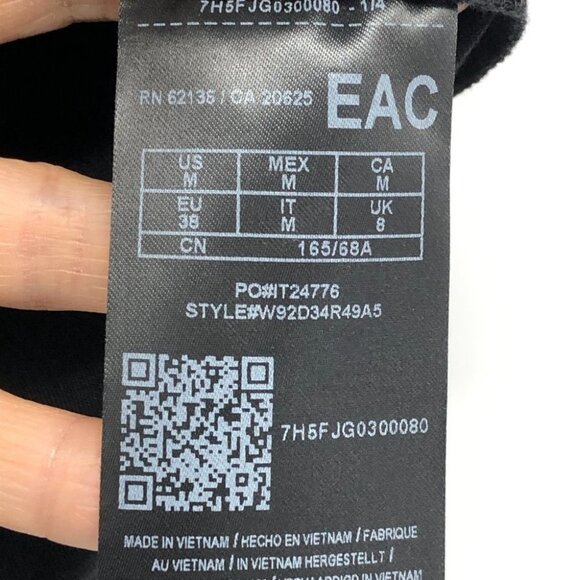 7H5FJG0300080 - 1/4
RN 62136 / CA 20625 EAC
US MEX CA
M M M
EU IT UK
38 M 8
CN 165/68A
PO#IT24776
STYLE#W92D34R49A5
7H5FJG0300080
MADE IN VIETNAM / HECHO EN VIETNAM / FABRIQUE
AU VIETNAM / IN VIETNAM HERGESTELLT /